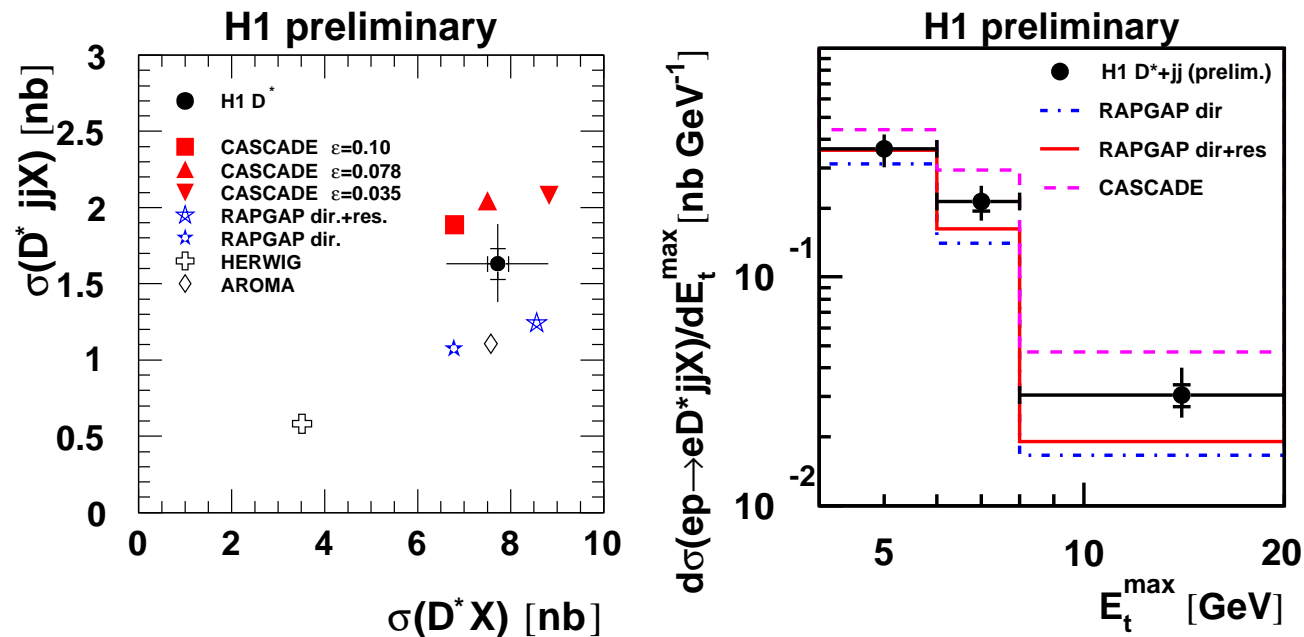 H1 preliminary
σ(D* jjX) [nb]
3
2.5
2
1.5
1
0.5
0
H1 D*
CASCADE ε=0.10
CASCADE ε=0.078
CASCADE ε=0.035
RAPGAP dir.+res.
RAPGAP dir.
HERWIG
AROMA
0 2 4 6 8 10
σ(D* X) [nb]
H1 preliminary
dσ(ep→eD*jjX)/dE_t^max [nb GeV^-1]
10^-1
10^-2
H1 D*+jj (prelim.)
RAPGAP dir
RAPGAP dir+res
CASCADE
5 10 20
E_t^max [GeV]